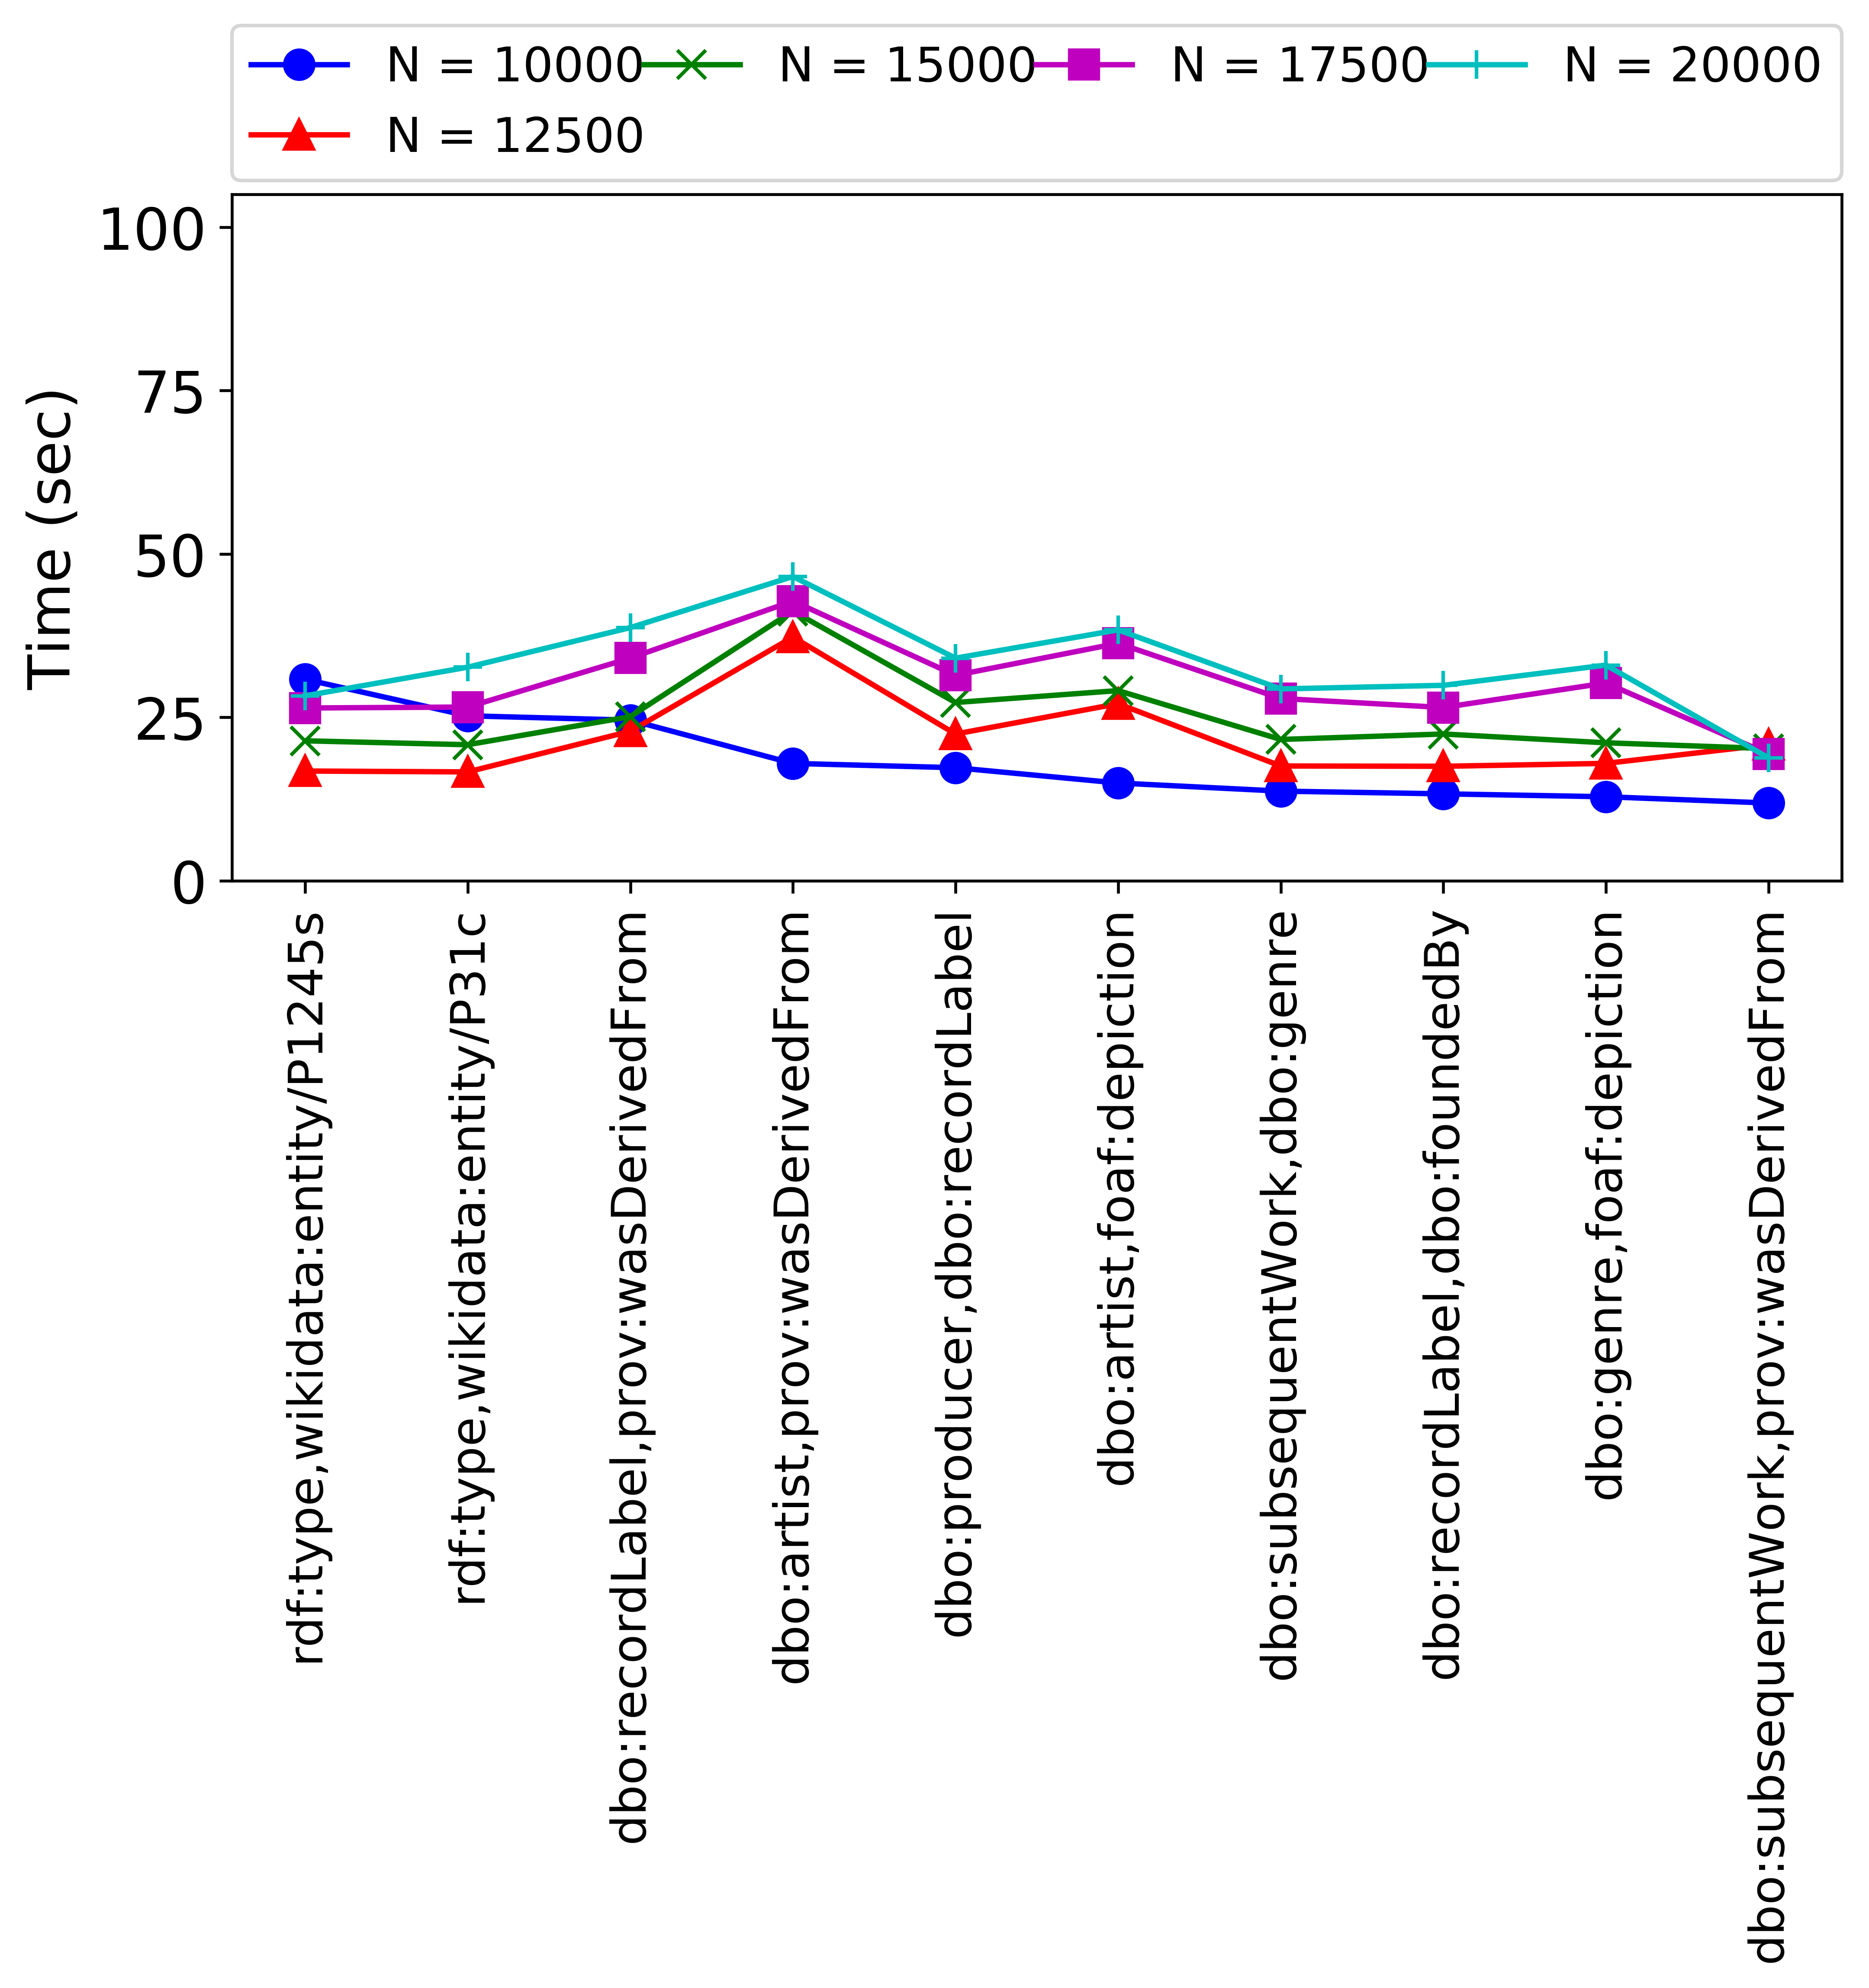 N = 10000 N = 15000 N = 17500 N = 20000
N = 12500
Time (sec)
100
75
50
25
0
rdf:type,wikidata:entity/P1245s
rdf:type,wikidata:entity/P31c
dbo:recordLabel,prov:wasDerivedFrom
dbo:artist,prov:wasDerivedFrom
dbo:producer,dbo:recordLabel
dbo:artist,foaf:depiction
dbo:subsequentWork,dbo:genre
dbo:recordLabel,dbo:foundedBy
dbo:genre,foaf:depiction
dbo:subsequentWork,prov:wasDerivedFrom